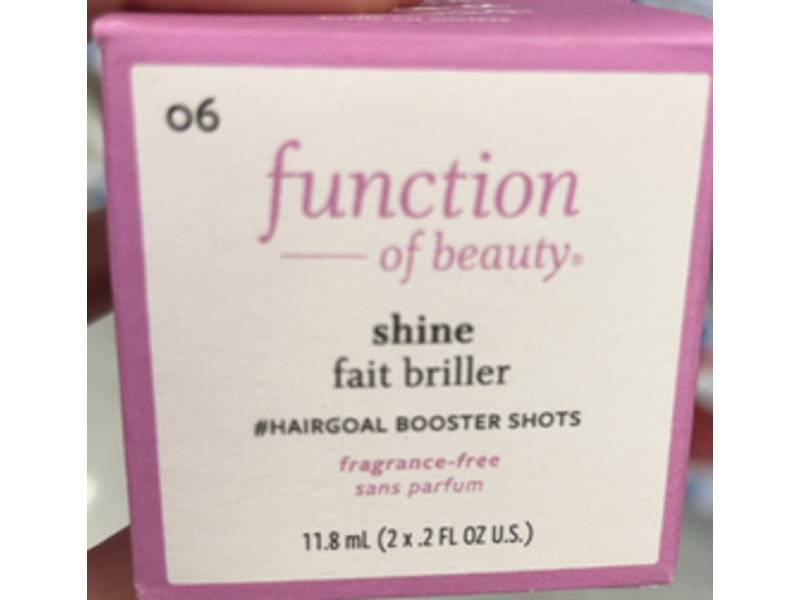 06
function
of beauty®
shine
fait briller
#HAIRGOAL BOOSTER SHOTS
fragrance-free
sans parfum
11.8 mL (2 x .2 FL OZ U.S.)